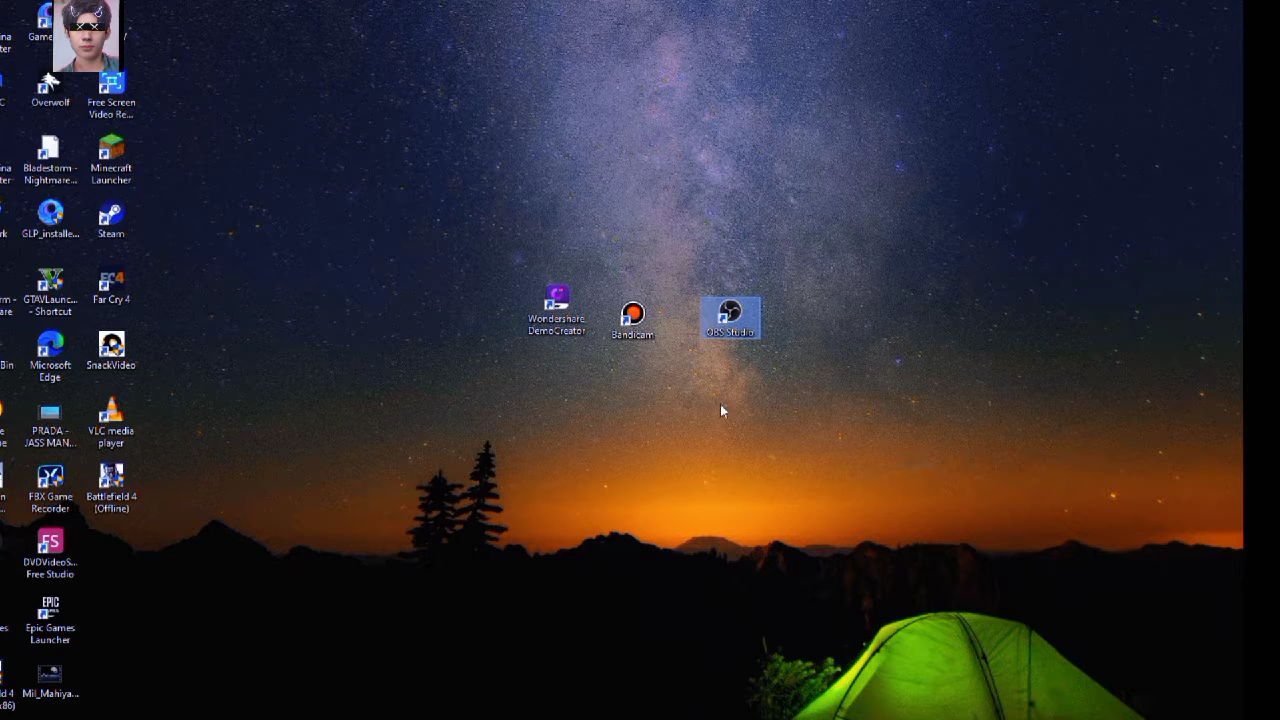 Game
Overwolf
Free Screen
Video Re...
Bladestorm -
Nightmare...
Minecraft
Launcher
GLP_installe...
Steam
GTAVLaunc...
- Shortcut
Far Cry 4
Microsoft
Edge
SnackVideo
PRADA -
JASS MAN...
VLC media
player
FBX Game
Recorder
Battlefield 4
(Offline)
DVDVideoS...
Free Studio
Epic Games
Launcher
Mil_Mahiya...
Wondershare
DemoCreator
Bandicam
OBS Studio